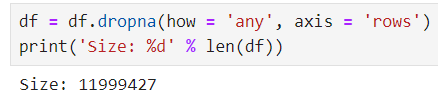 df = df.dropna(how = 'any', axis = 'rows')
print('Size: %d' % len(df))
Size: 11999427